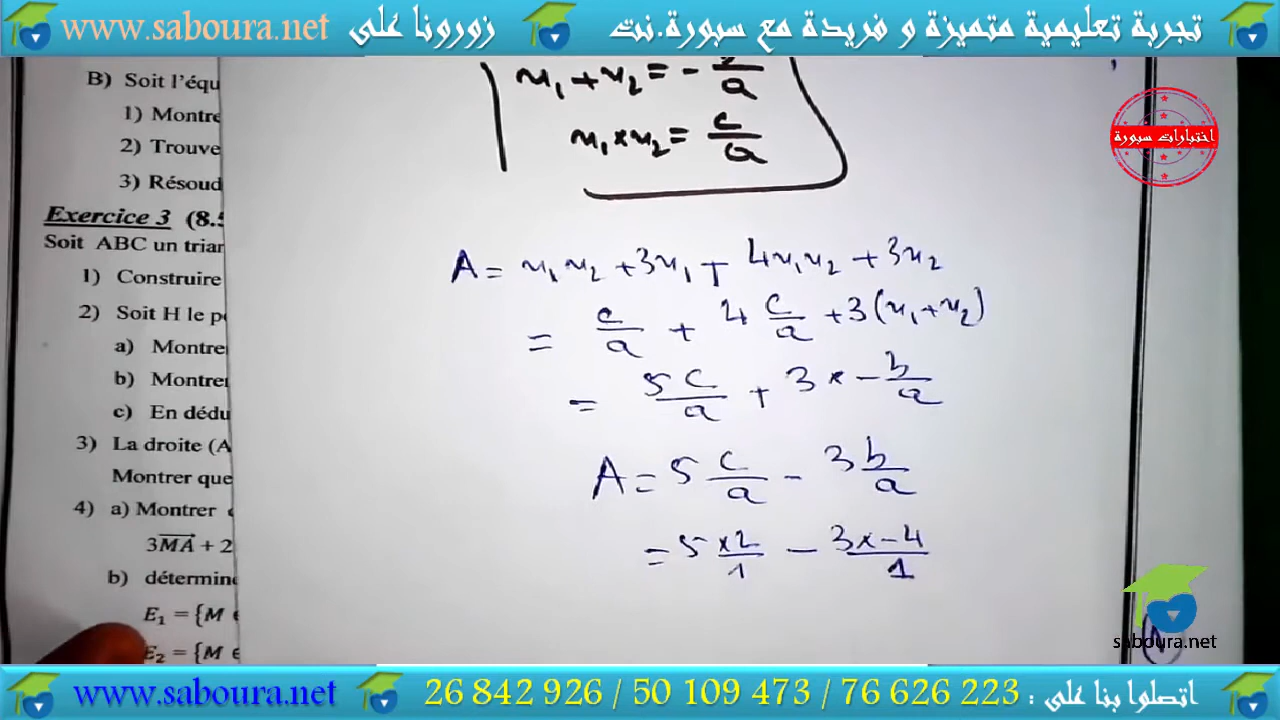 www.saboura.net زورونا على تجربة تعليمية متميزة و فريدة مع سبورة.نت
B) Soit l'équ
1) Montre
2) Trouve
3) Résoud
Exercice 3 (8.5
Soit ABC un trian
1) Construire
2) Soit H le p
a) Montre
b) Montrer
c) En dédu
3) La droite (A
Montrer que
4) a) Montrer
3MA + 2
b) détermine
E₁ = {M ∈
E₂ = {M ∈
x₁ + x₂ = - b/a
x₁ × x₂ = c/a
A = x₁x₂ + 3x₁ + 4x₁x₂ + 3x₂
= c/a + 4 c/a + 3(x₁ + x₂)
= 5c/a + 3 × - b/a
A = 5 c/a - 3 b/a
= 5 × 2/1 - 3 × -4/1
اختبارات سبورة
saboura.net
www.saboura.net 26 842 926 / 50 109 473 / 76 626 223 : اتصلوا بنا على